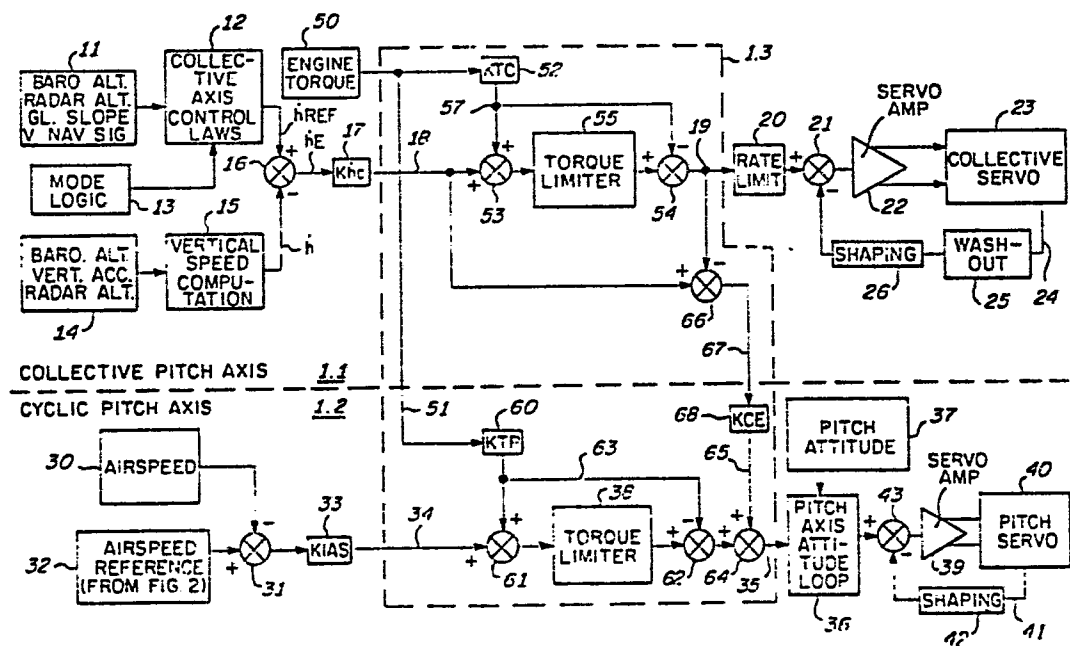 11
BARO ALT.
RADAR ALT.
GL. SLOPE
V NAV SIG
12
COLLEC-
TIVE
AXIS
CONTROL
LAWS
50
ENGINE
TORQUE
KTC
52
1.3
ḣREF
ḣE
17
Kḣc
18
16
57
55
TORQUE
LIMITER
53
54
19
20
RATE
LIMIT
21
SERVO
AMP
22
23
COLLECTIVE
SERVO
MODE
LOGIC
13
15
VERTICAL
SPEED
COMPU-
TATION
ḣ
BARO. ALT.
VERT. ACC.
RADAR ALT.
14
SHAPING
26
WASH-
OUT
25
24
66
67
COLLECTIVE PITCH AXIS 1.1
CYCLIC PITCH AXIS 1.2
51
60
KTP
63
68
KCE
65
37
PITCH
ATTITUDE
30
AIRSPEED
32
AIRSPEED
REFERENCE
(FROM FIG. 2)
31
33
KIAS
34
61
38
TORQUE
LIMITER
62
64
35
PITCH
AXIS
ATTI-
TUDE
LOOP
36
43
SERVO
AMP
39
40
PITCH
SERVO
SHAPING
42
41
+
-
+
+
+
-
+
-
+
-
-
+
+
+
-
+
+
+
-